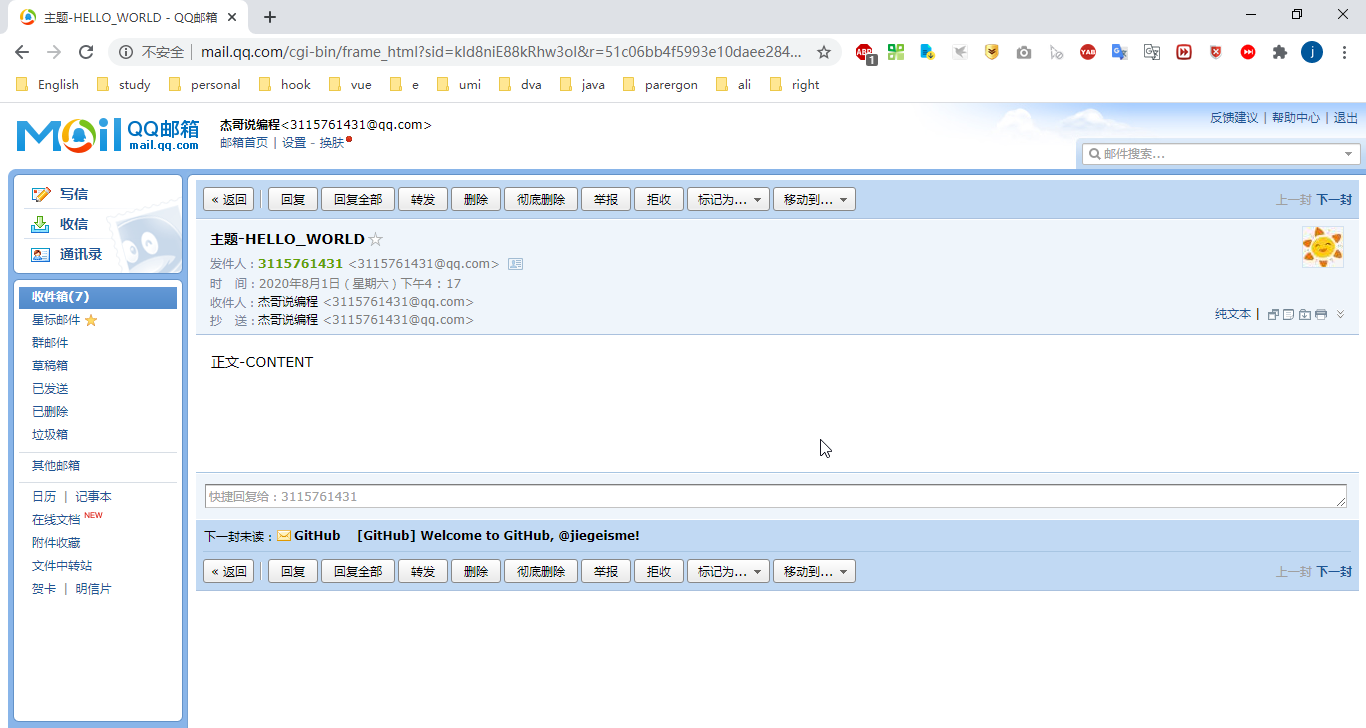 主题-HELLO_WORLD - QQ邮箱
不安全 | mail.qq.com/cgi-bin/frame_html?sid=kId8niE88kRhw3oI&r=51c06bb4f5993e10daee284...
ABP 1 YAB j
English study personal hook vue e umi dva java parergon ali right
Mail QQ邮箱 mail.qq.com
杰哥说编程<3115761431@qq.com>
邮箱首页 | 设置 - 换肤
反馈建议 | 帮助中心 | 退出
邮件搜索...
写信
收信
通讯录
收件箱(7)
星标邮件
群邮件
草稿箱
已发送
已删除
垃圾箱
其他邮箱
日历 | 记事本
在线文档 NEW
附件收藏
文件中转站
贺卡 | 明信片
« 返回 回复 回复全部 转发 删除 彻底删除 举报 拒收 标记为... 移动到... 上一封 下一封
主题-HELLO_WORLD☆
发件人：3115761431 <3115761431@qq.com>
时 间：2020年8月1日 (星期六) 下午4：17
收件人：杰哥说编程 <3115761431@qq.com>
抄 送：杰哥说编程 <3115761431@qq.com>
纯文本 |
正文-CONTENT
快捷回复给：3115761431
下一封未读：GitHub [GitHub] Welcome to GitHub, @jiegeisme!
« 返回 回复 回复全部 转发 删除 彻底删除 举报 拒收 标记为... 移动到... 上一封 下一封